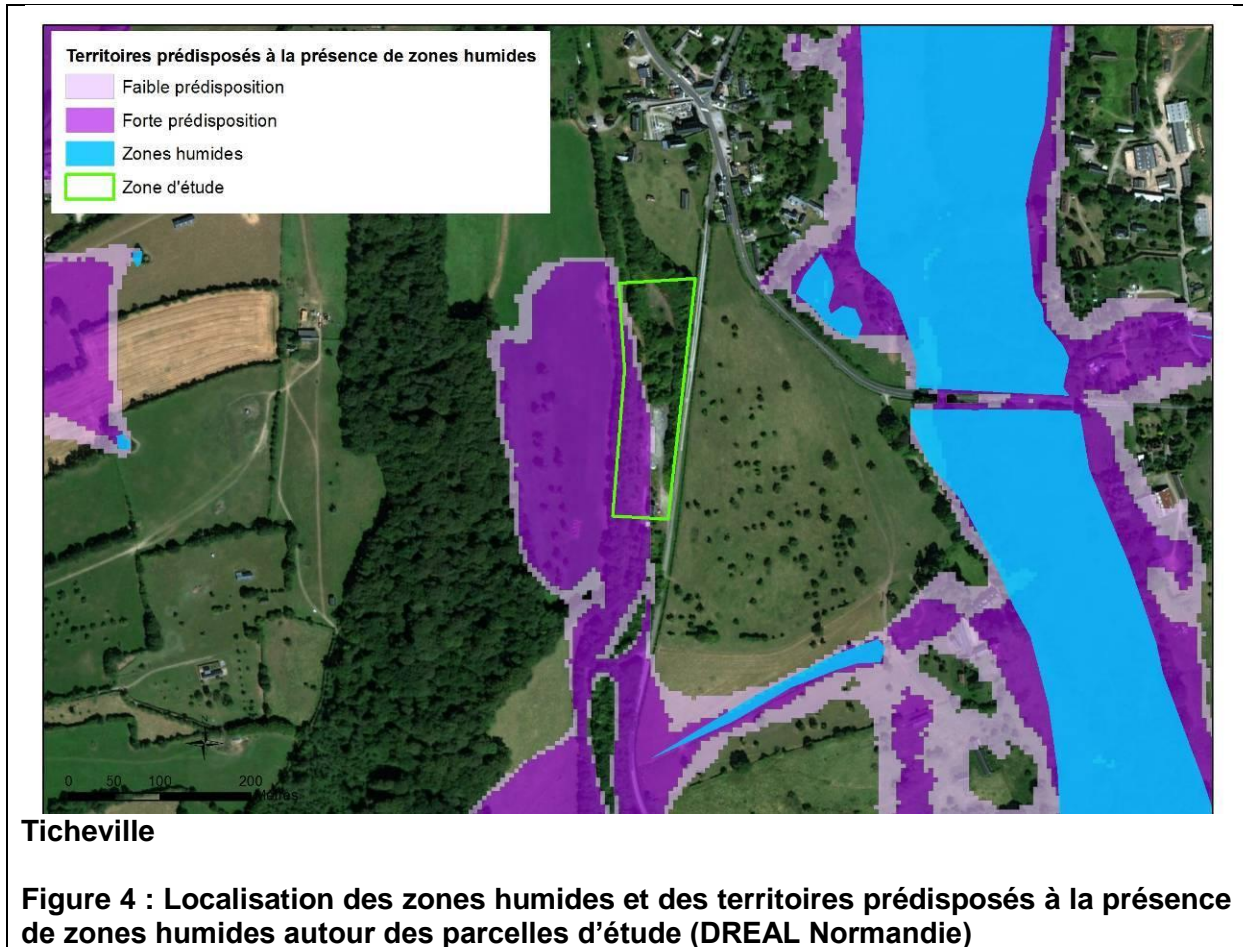 Territoires prédisposés à la présence de zones humides
Faible prédisposition
Forte prédisposition
Zones humides
Zone d'étude
0 50 100 200
Ticheville
Figure 4 : Localisation des zones humides et des territoires prédisposés à la présence
de zones humides autour des parcelles d'étude (DREAL Normandie)